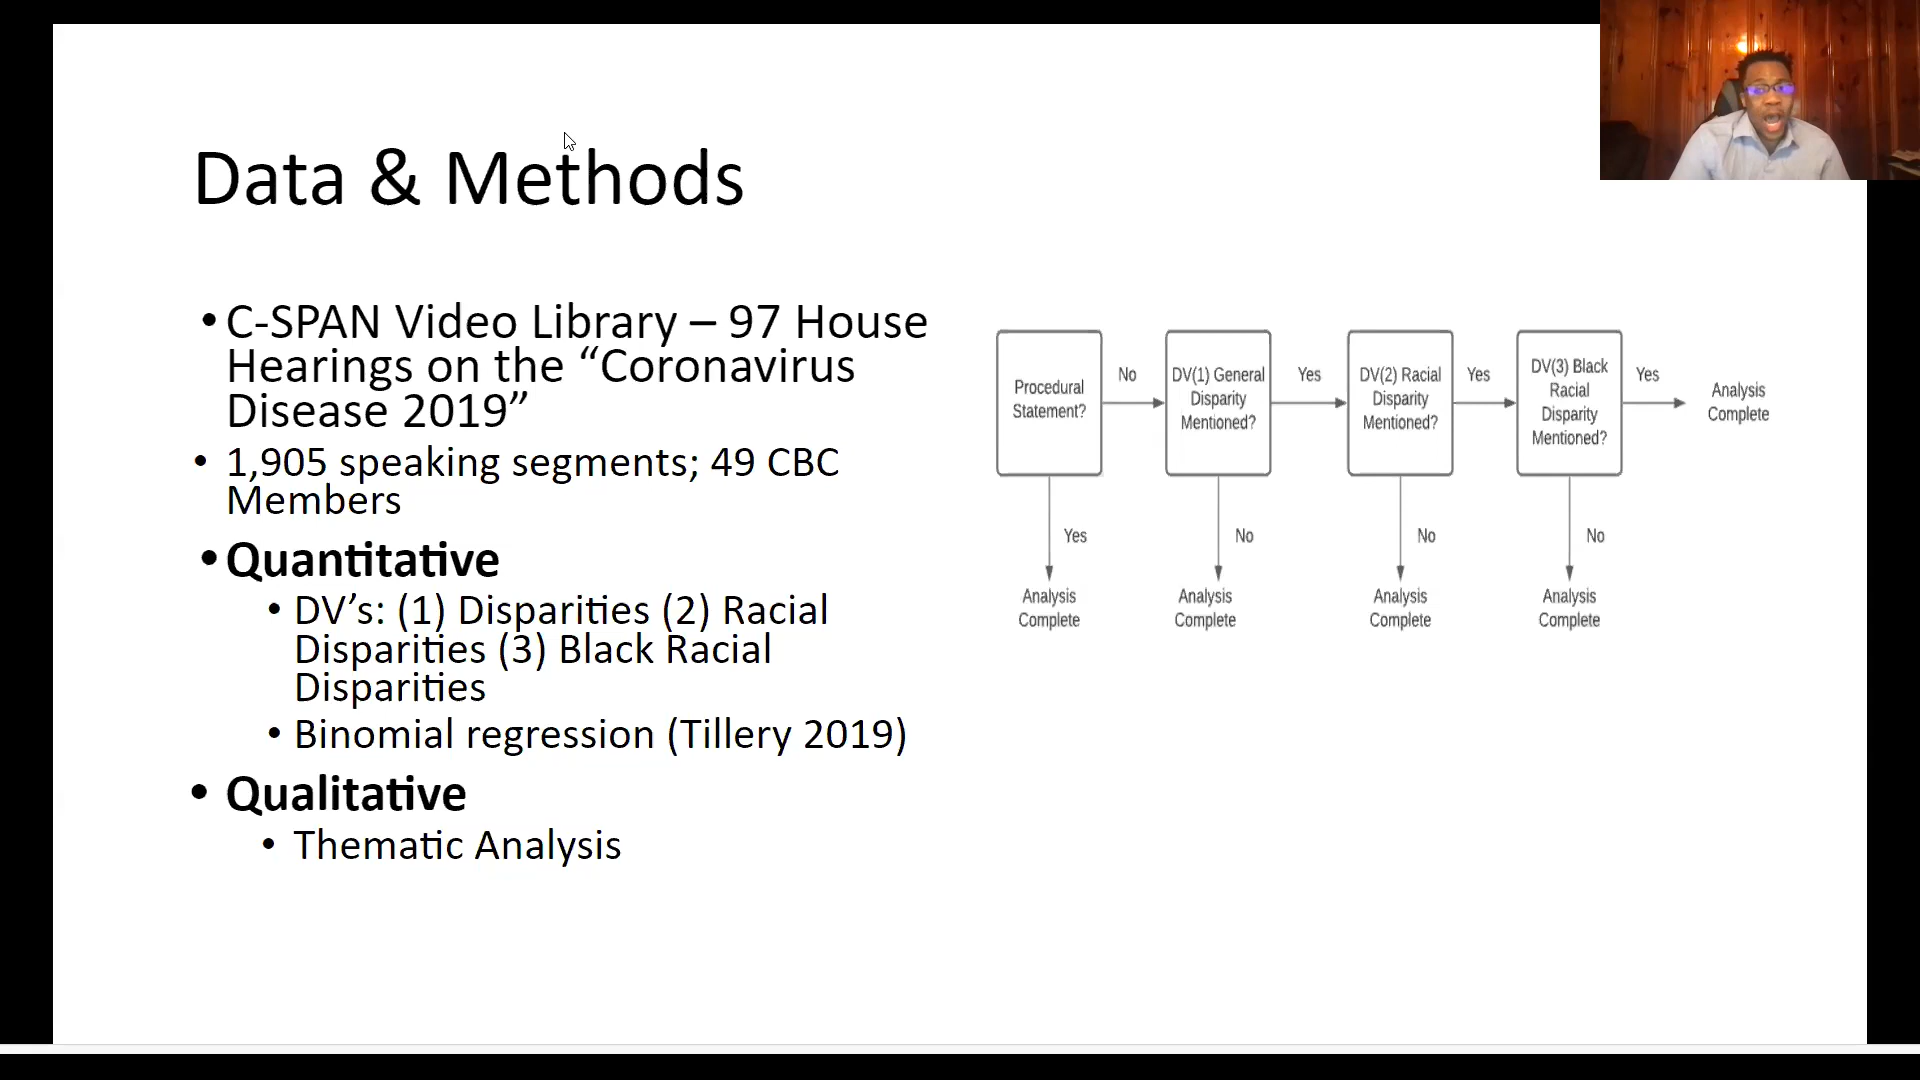 Data & Methods
• C-SPAN Video Library – 97 House
Hearings on the “Coronavirus
Disease 2019”
• 1,905 speaking segments; 49 CBC
Members
• Quantitative
• DV’s: (1) Disparities (2) Racial
Disparities (3) Black Racial
Disparities
• Binomial regression (Tillery 2019)
• Qualitative
• Thematic Analysis
Procedural
Statement?
No
DV(1) General
Disparity
Mentioned?
Yes
DV(2) Racial
Disparity
Mentioned?
Yes
DV(3) Black
Racial
Disparity
Mentioned?
Yes
Analysis
Complete
Yes
No
No
No
Analysis
Complete
Analysis
Complete
Analysis
Complete
Analysis
Complete